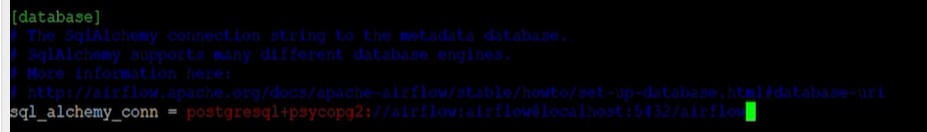 [database]
# The SqlAlchemy connection string to the metadata database.
# SqlAlchemy supports many different database engines.
# More information here:
# http://airflow.apache.org/docs/apache-airflow/stable/howto/set-up-database.html#database-uri
sql_alchemy_conn = postgresql+psycopg2://airflow:airflow@localhost:5432/airflow